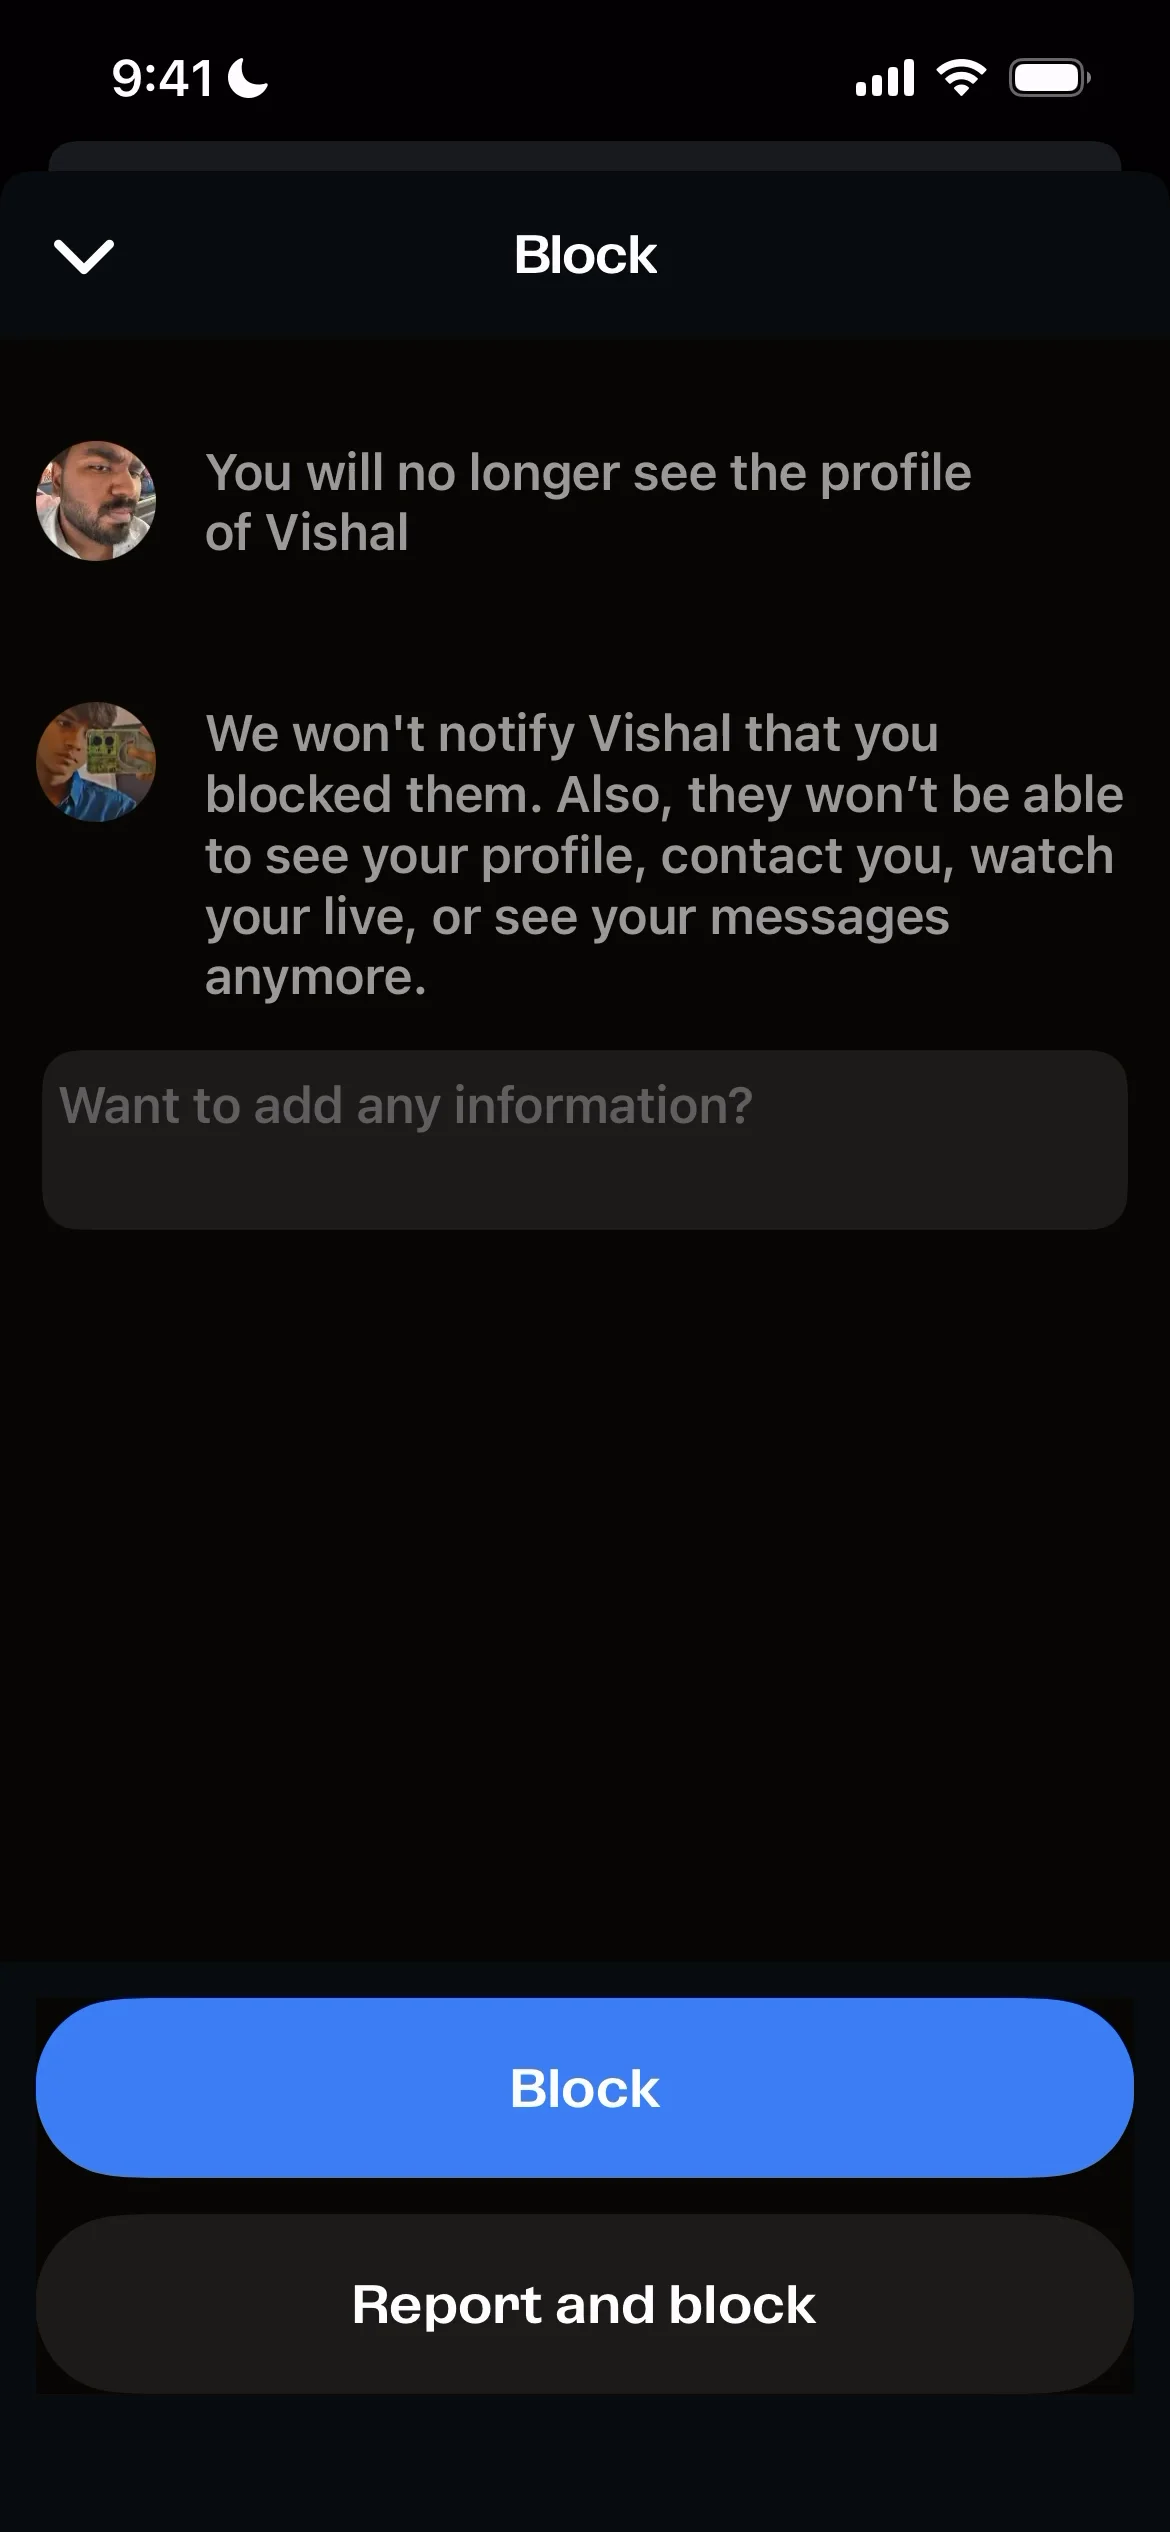 9:41
Block
You will no longer see the profile
of Vishal
We won't notify Vishal that you
blocked them. Also, they won’t be able
to see your profile, contact you, watch
your live, or see your messages
anymore.
Want to add any information?
Block
Report and block